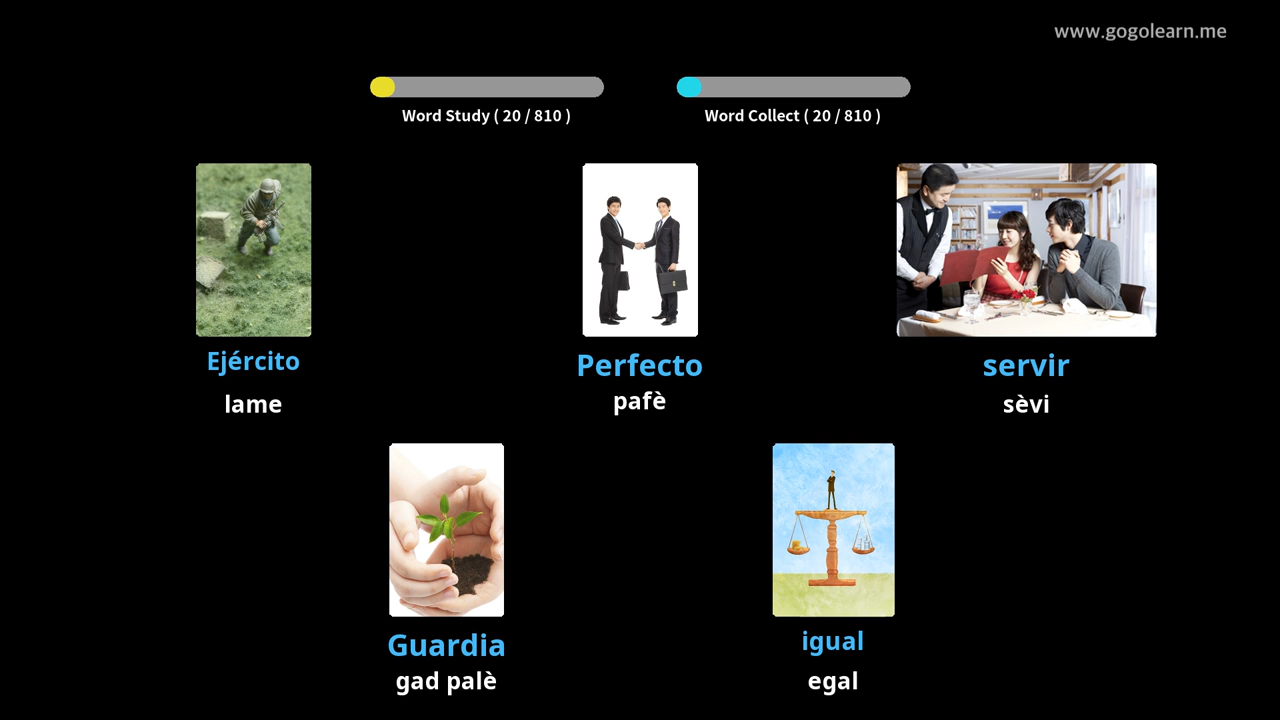 www.gogolearn.me
Word Study ( 20 / 810 )
Word Collect ( 20 / 810 )
Ejército
lame
Perfecto
pafè
servir
sèvi
Guardia
gad palè
igual
egal